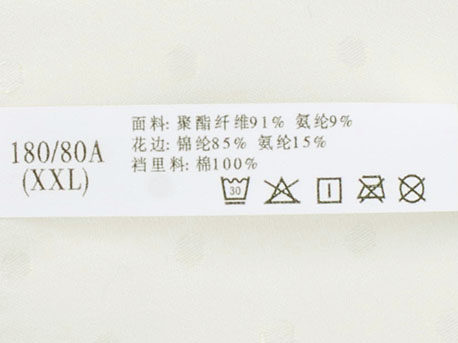 180/80A
(XXL)
面料: 聚酯纤维91% 氨纶9%
花边: 锦纶85% 氨纶15%
裆里料: 棉100%
30